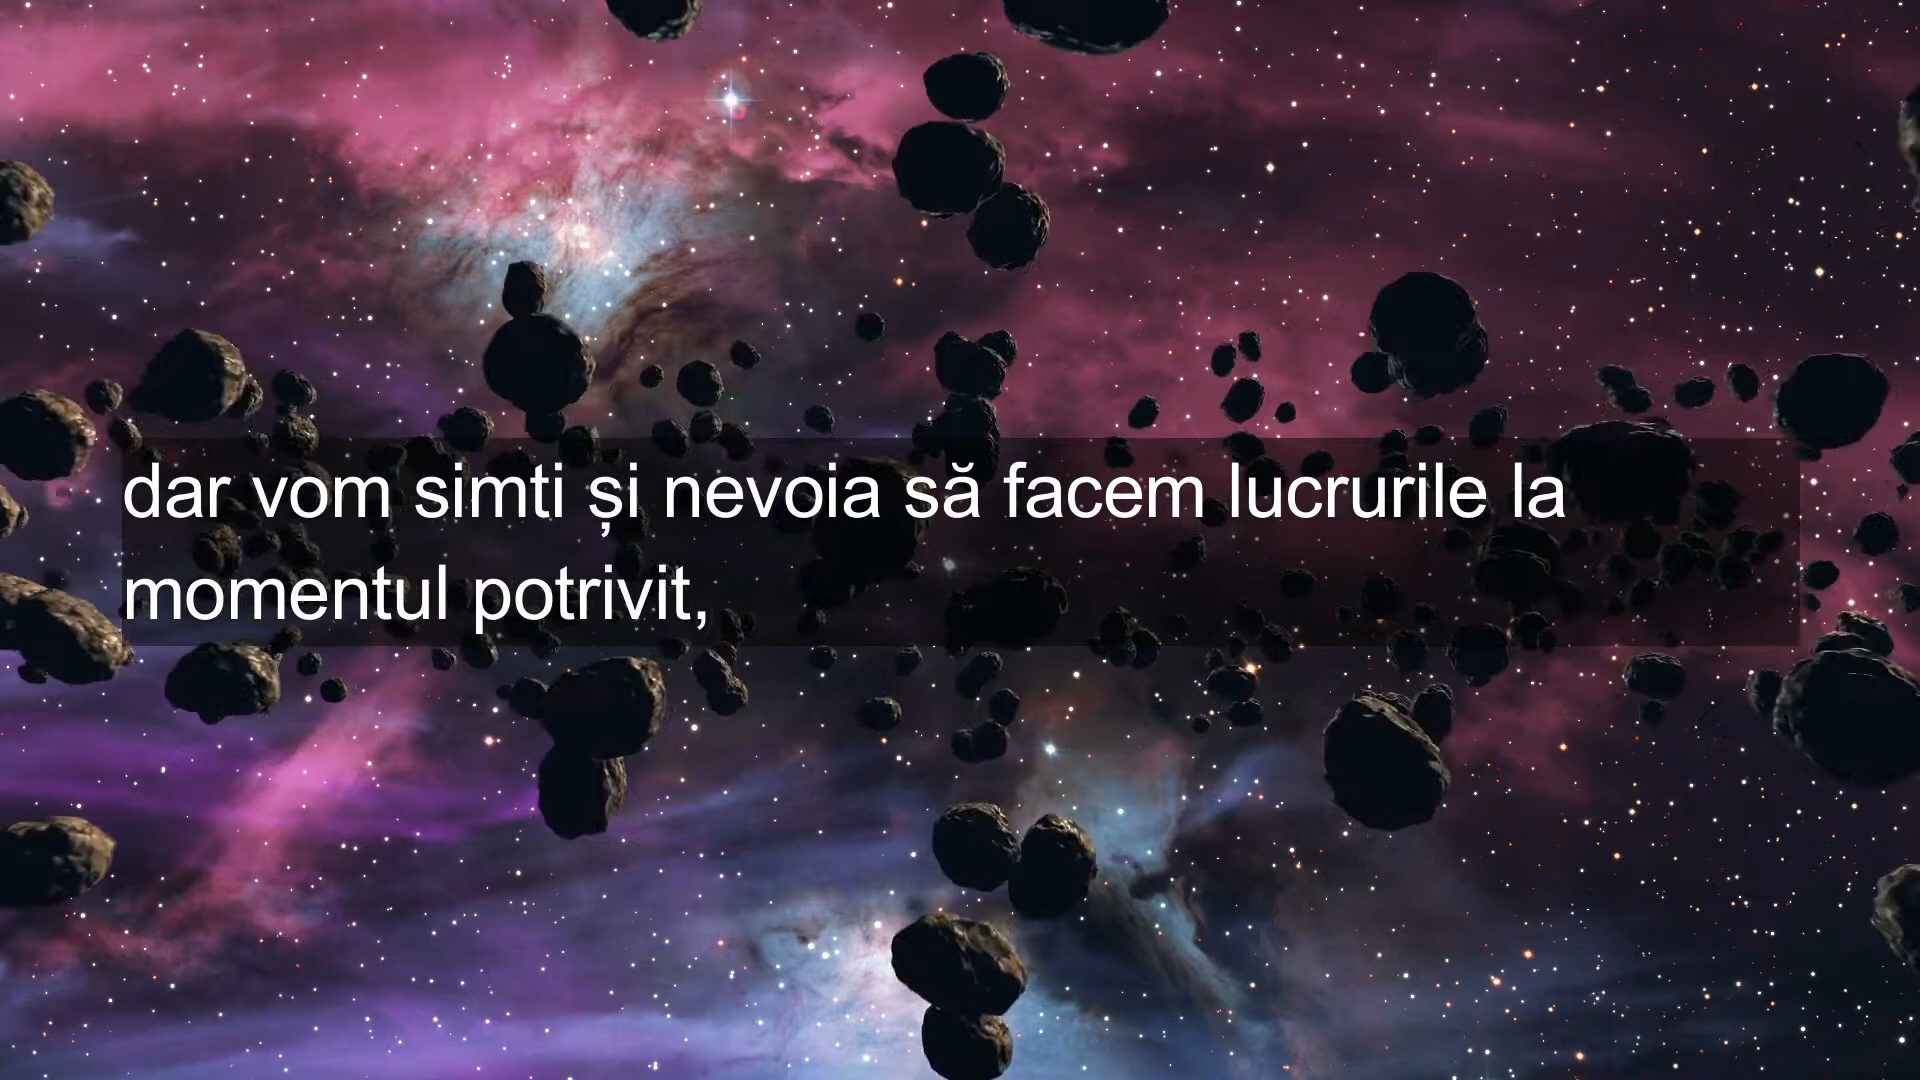 dar vom simti și nevoia să facem lucrurile la
momentul potrivit,